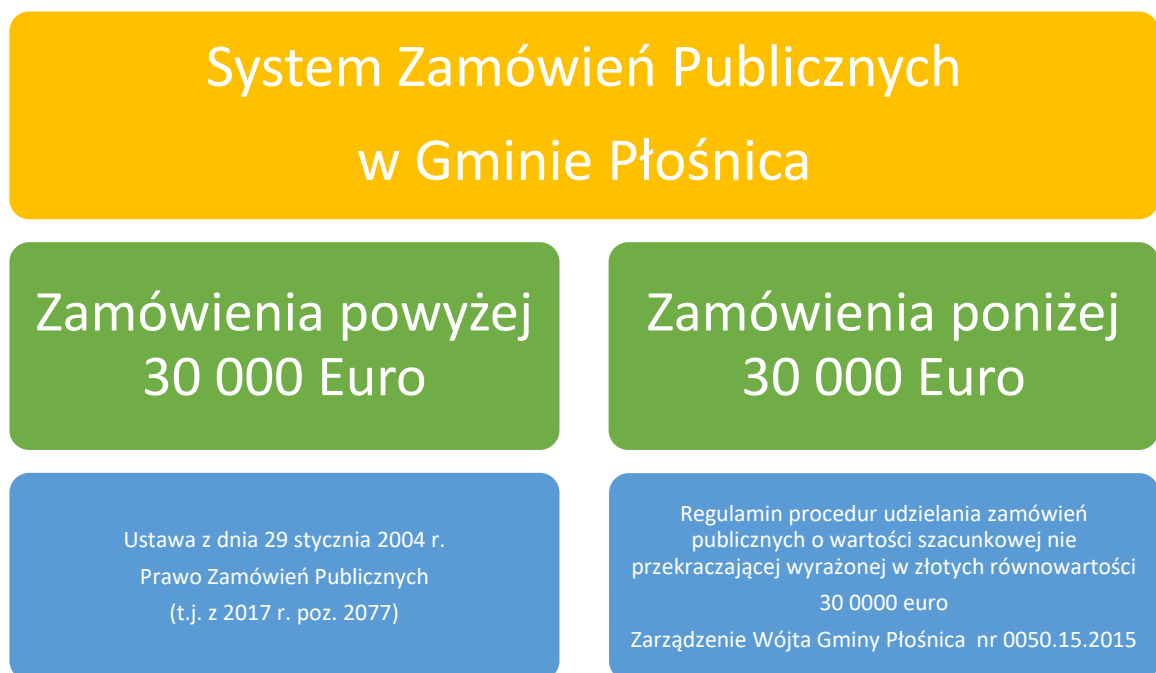 System Zamówień Publicznych
w Gminie Płośnica
Zamówienia powyżej
30 000 Euro
Zamówienia poniżej
30 000 Euro
Ustawa z dnia 29 stycznia 2004 r.
Prawo Zamówień Publicznych
(t.j. z 2017 r. poz. 2077)
Regulamin procedur udzielania zamówień
publicznych o wartości szacunkowej nie
przekraczającej wyrażonej w złotych równowartości
30 0000 euro
Zarządzenie Wójta Gminy Płośnica  nr 0050.15.2015